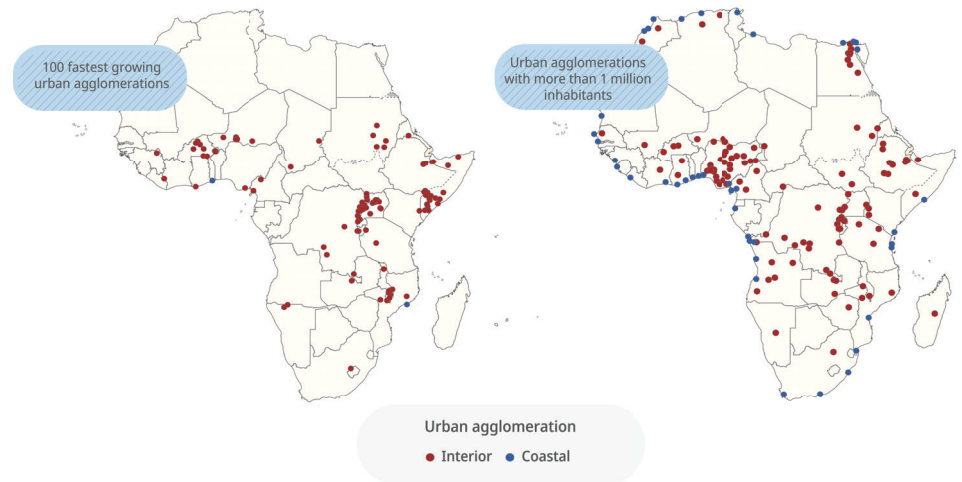 100 fastest growing
urban agglomerations
Urban agglomerations
with more than 1 million
inhabitants
Urban agglomeration
Interior
Coastal